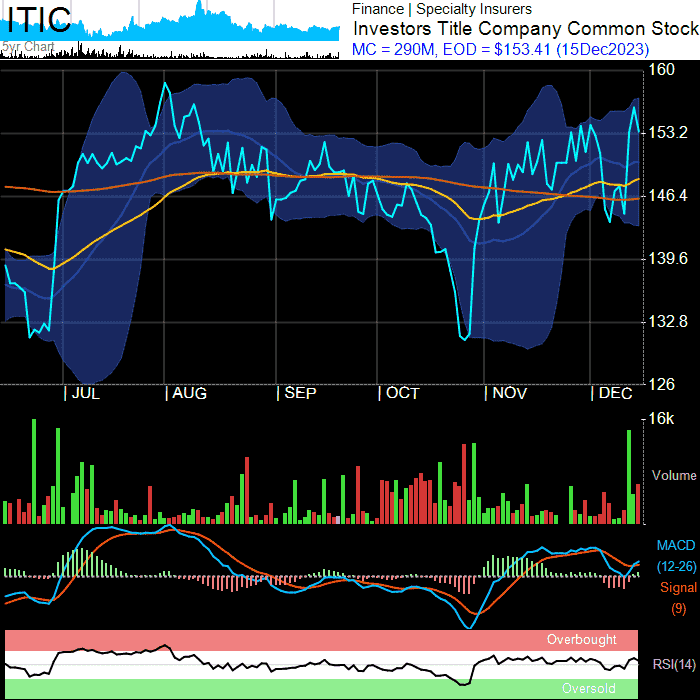 ITIC
5yr Chart
Finance | Specialty Insurers
Investors Title Company Common Stock
MC = 290M, EOD = $153.41 (15Dec2023)
160
153.2
146.4
139.6
132.8
126
| JUL | AUG | SEP | OCT | NOV | DEC
16k
Volume
MACD
(12-26)
Signal
(9)
Overbought
RSI(14)
Oversold